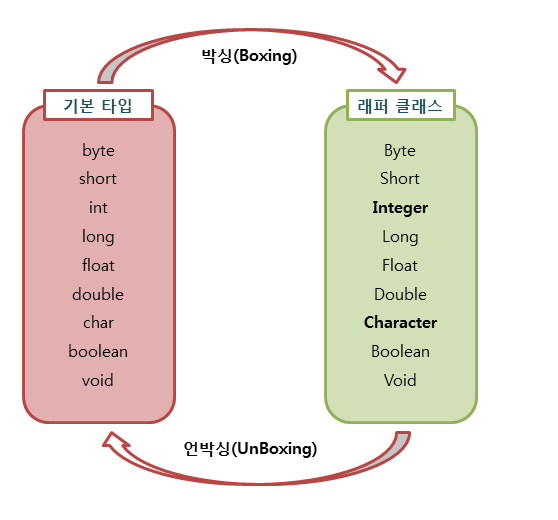 박싱(Boxing)
기본 타입
byte
short
int
long
float
double
char
boolean
void
래퍼 클래스
Byte
Short
Integer
Long
Float
Double
Character
Boolean
Void
언박싱(UnBoxing)